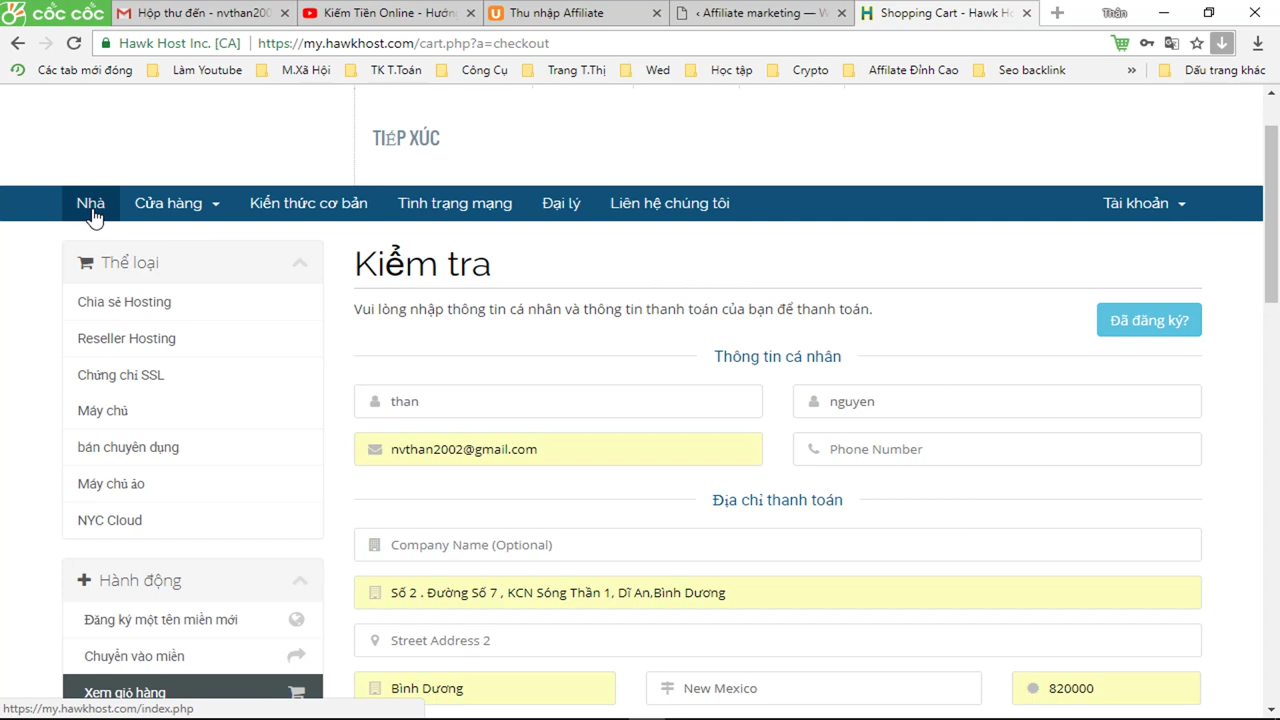 cốc cốc
Hộp thư đến - nvthan200
Kiếm Tiền Online - Hướng
Thu nhập Affiliate
‹ Affiliate marketing — W
Shopping Cart - Hawk Ho
Thân
Hawk Host Inc. [CA]
https://my.hawkhost.com/cart.php?a=checkout
Các tab mới đóng
Làm Youtube
M.Xã Hội
TK T.Toán
Công Cụ
Trang T.Thị
Wed
Học tập
Crypto
Affilate Đỉnh Cao
Seo backlink
»
Dấu trang khác
TIẾP XÚC
Nhà
Cửa hàng
Kiến thức cơ bản
Tình trạng mạng
Đại lý
Liên hệ chúng tôi
Tài khoản
Thể loại
Chia sẻ Hosting
Reseller Hosting
Chứng chỉ SSL
Máy chủ
bán chuyên dụng
Máy chủ ảo
NYC Cloud
Hành động
Đăng ký một tên miền mới
Chuyển vào miền
Xem giỏ hàng
Kiểm tra
Vui lòng nhập thông tin cá nhân và thông tin thanh toán của bạn để thanh toán.
Đã đăng ký?
Thông tin cá nhân
than
nguyen
nvthan2002@gmail.com
Phone Number
Địa chỉ thanh toán
Company Name (Optional)
Số 2 . Đường Số 7 , KCN Sóng Thần 1, Dĩ An,Bình Dương
Street Address 2
Bình Dương
New Mexico
820000
https://my.hawkhost.com/index.php